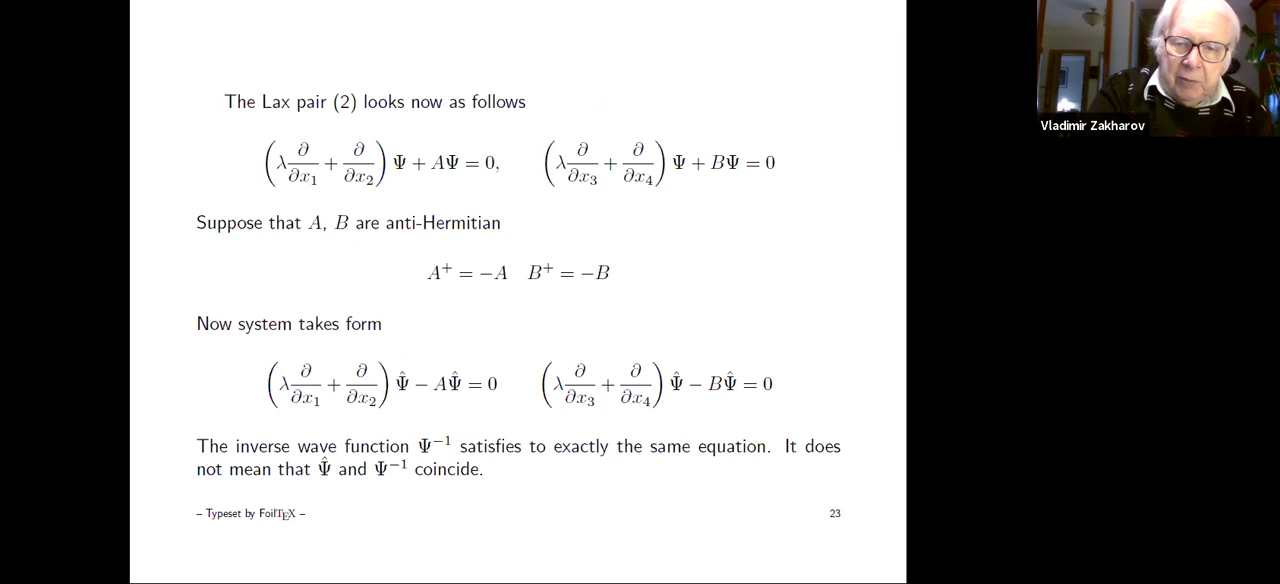 The Lax pair (2) looks now as follows
(λ ∂/∂x₁ + ∂/∂x₂) Ψ + AΨ = 0, (λ ∂/∂x₃ + ∂/∂x₄) Ψ + BΨ = 0
Suppose that A, B are anti-Hermitian
A⁺ = −A B⁺ = −B
Now system takes form
(λ ∂/∂x₁ + ∂/∂x₂) Ψ̂ − AΨ̂ = 0 (λ ∂/∂x₃ + ∂/∂x₄) Ψ̂ − BΨ̂ = 0
The inverse wave function Ψ⁻¹ satisfies to exactly the same equation. It does
not mean that Ψ̂ and Ψ⁻¹ coincide.
– Typeset by FoilTEX – 23
Vladimir Zakharov